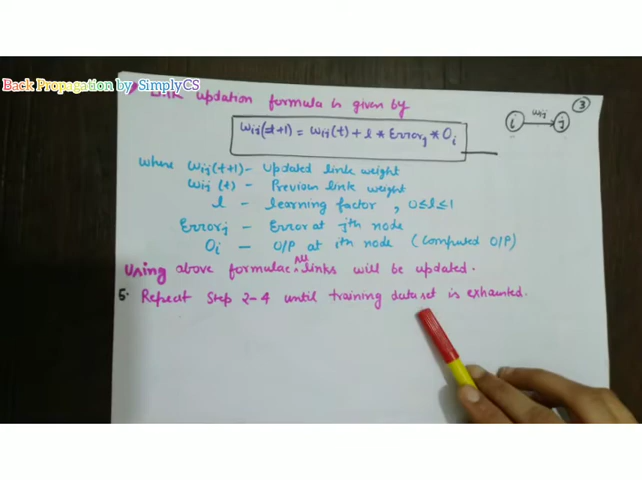 Back Propagation by SimplyCS
Link updation formula is given by
Wij(t+1) = Wij(t) + l * Errorj * Oi
i Wij j
3
where Wij(t+1) - Updated link weight
Wij (t) - Previous link weight
l - learning factor , 0≤l≤1
Errorj - Error at jth node
Oi - O/P at ith node (Computed O/P)
Using above formulae ^All links will be updated.
5. Repeat Step 2-4 until training dataset is exhausted.